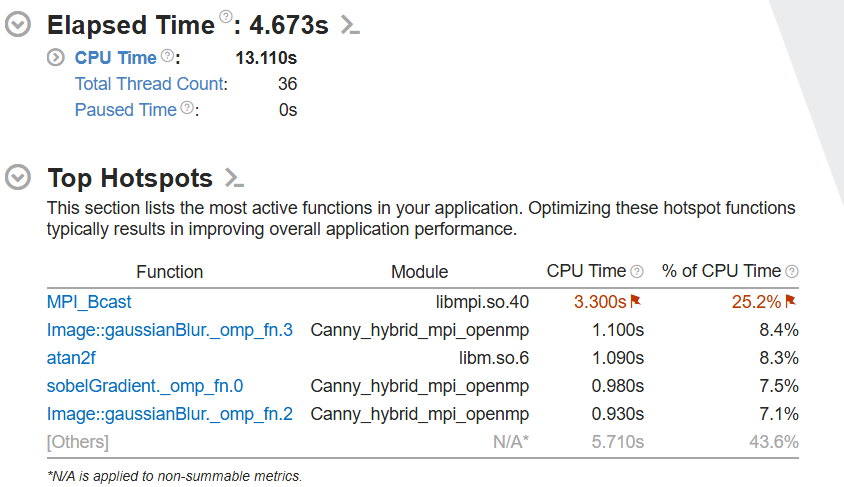 Elapsed Time : 4.673s
CPU Time : 13.110s
Total Thread Count: 36
Paused Time : 0s
Top Hotspots
This section lists the most active functions in your application. Optimizing these hotspot functions
typically results in improving overall application performance.
Function Module CPU Time % of CPU Time
MPI_Bcast libmpi.so.40 3.300s 25.2%
Image::gaussianBlur._omp_fn.3 Canny_hybrid_mpi_openmp 1.100s 8.4%
atan2f libm.so.6 1.090s 8.3%
sobelGradient._omp_fn.0 Canny_hybrid_mpi_openmp 0.980s 7.5%
Image::gaussianBlur._omp_fn.2 Canny_hybrid_mpi_openmp 0.930s 7.1%
[Others] N/A* 5.710s 43.6%
*N/A is applied to non-summable metrics.